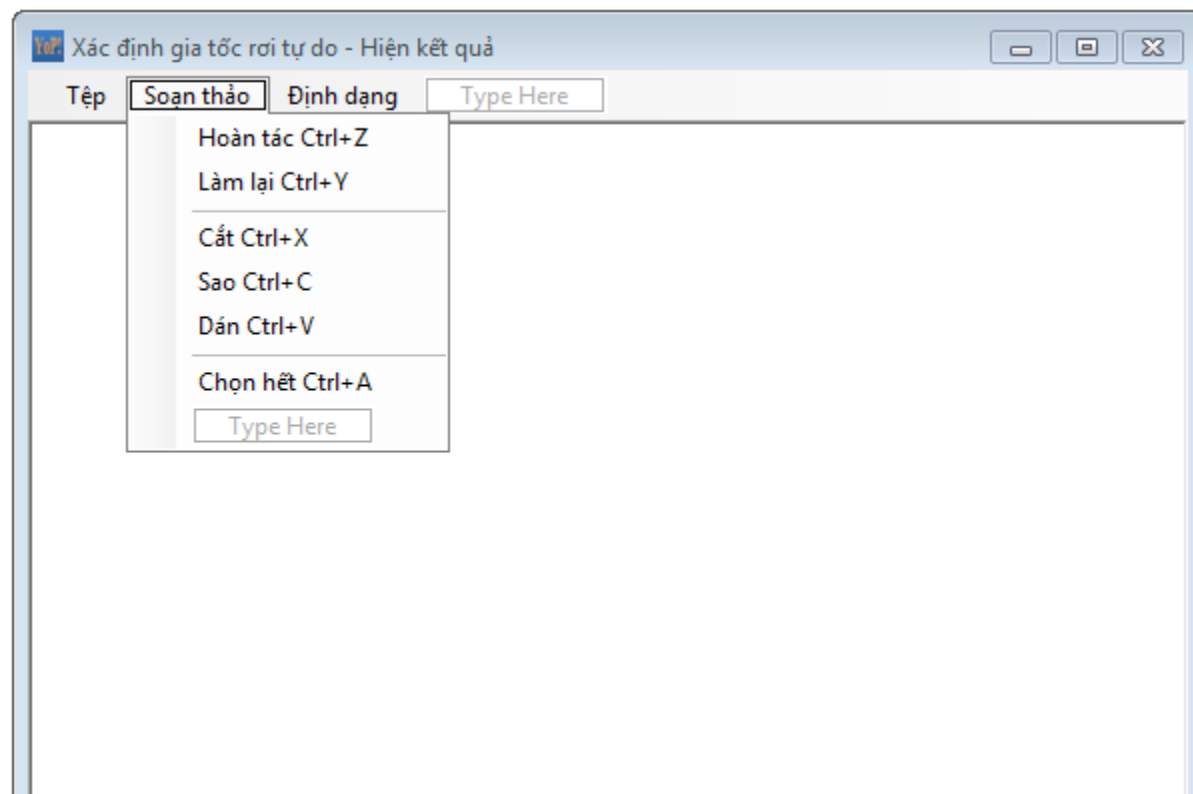 YoP! Xác định gia tốc rơi tự do - Hiện kết quả
Tệp Soạn thảo Định dạng Type Here
Hoàn tác Ctrl+Z
Làm lại Ctrl+Y
Cắt Ctrl+X
Sao Ctrl+C
Dán Ctrl+V
Chọn hết Ctrl+A
Type Here